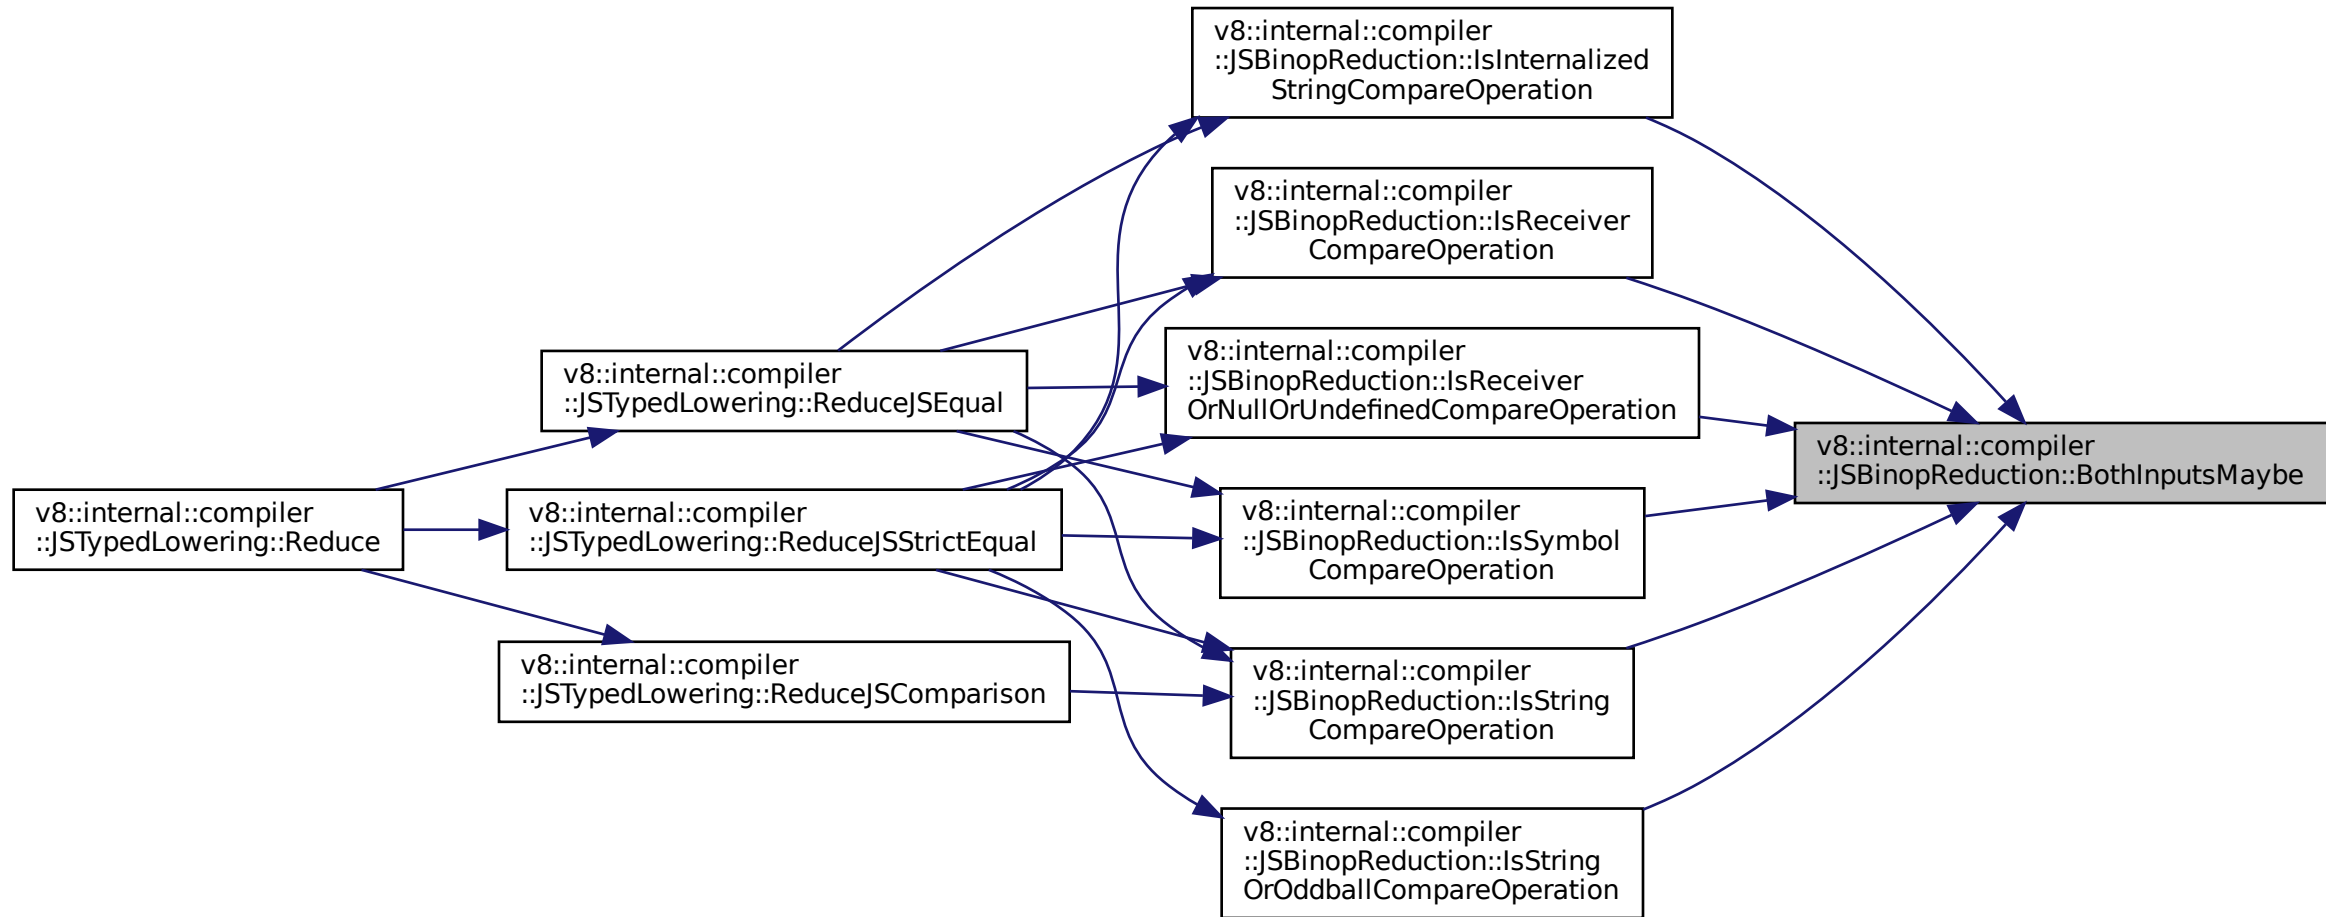 v8::internal::compiler
::JSBinopReduction::IsInternalized
StringCompareOperation
v8::internal::compiler
::JSBinopReduction::IsReceiver
CompareOperation
v8::internal::compiler
::JSBinopReduction::IsReceiver
OrNullOrUndefinedCompareOperation
v8::internal::compiler
::JSTypedLowering::ReduceJSEqual
v8::internal::compiler
::JSBinopReduction::BothInputsMaybe
v8::internal::compiler
::JSTypedLowering::Reduce
v8::internal::compiler
::JSTypedLowering::ReduceJSStrictEqual
v8::internal::compiler
::JSBinopReduction::IsSymbol
CompareOperation
v8::internal::compiler
::JSTypedLowering::ReduceJSComparison
v8::internal::compiler
::JSBinopReduction::IsString
CompareOperation
v8::internal::compiler
::JSBinopReduction::IsString
OrOddballCompareOperation